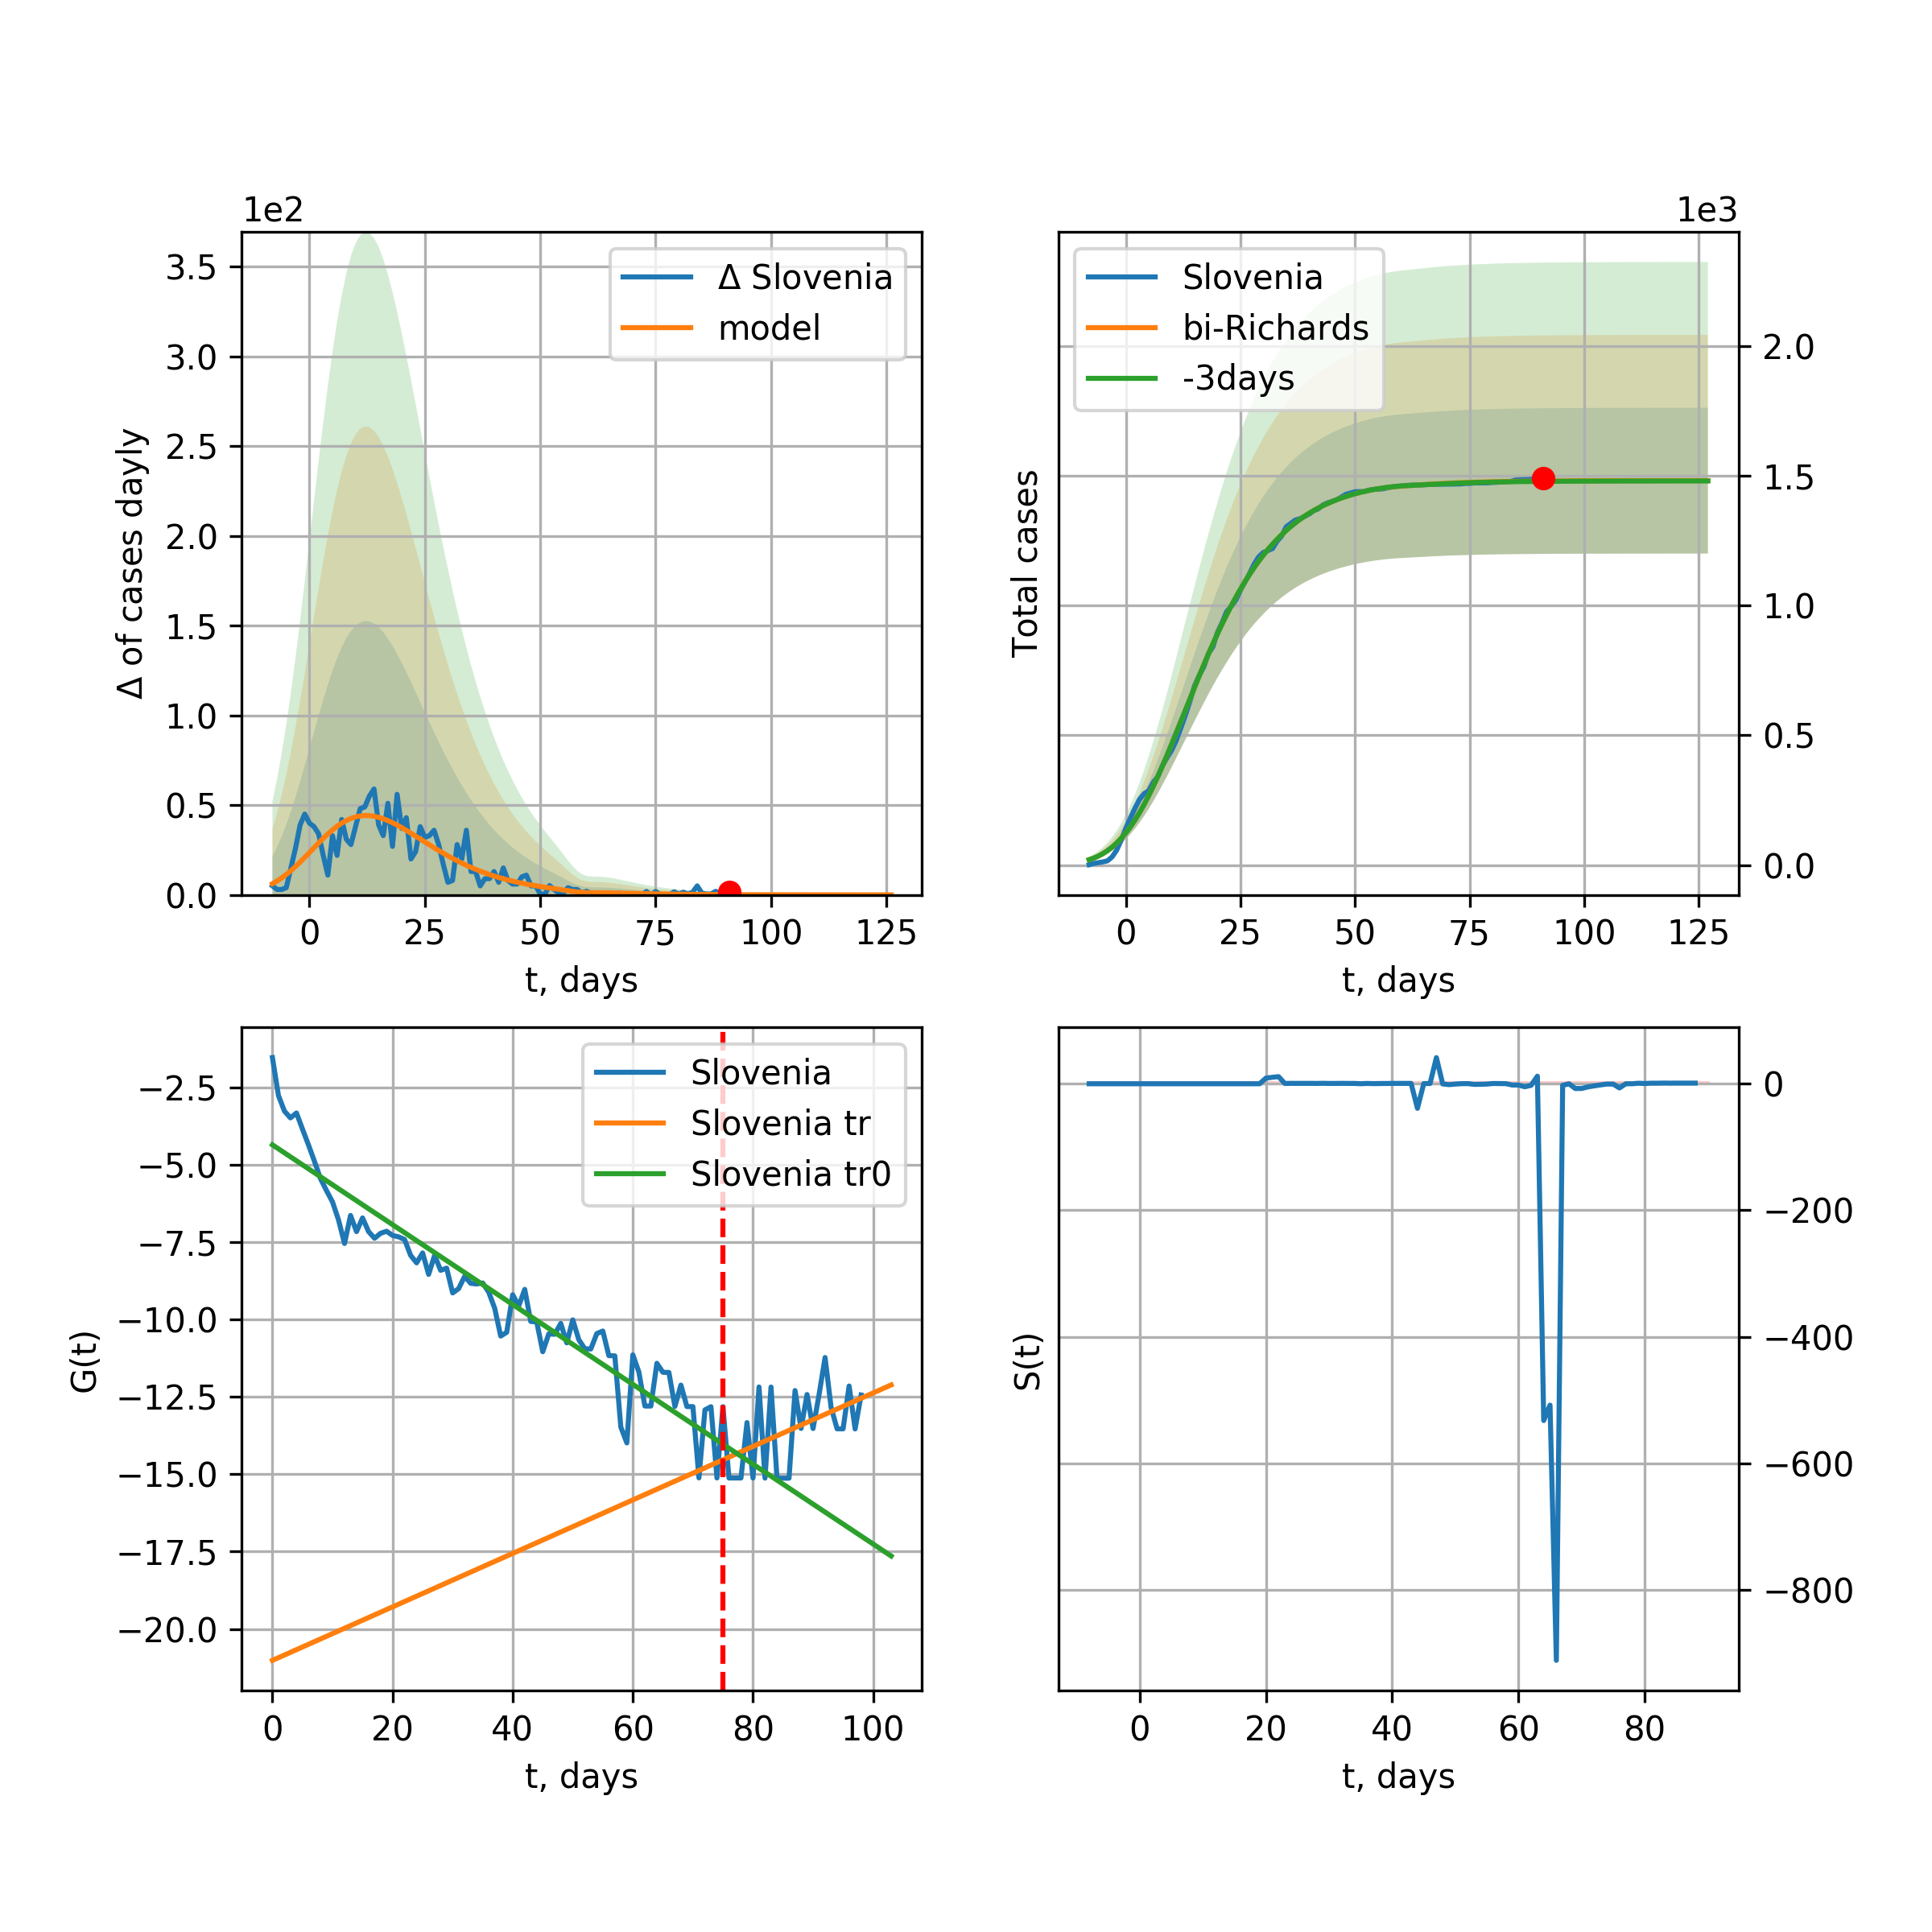 1e2
Δ of cases dayly
3.5
3.0
2.5
2.0
1.5
1.0
0.5
0.0
Δ Slovenia
model
0 25 50 75 100 125
t, days
1e3
Total cases
Slovenia
bi-Richards
-3days
2.0
1.5
1.0
0.5
0.0
0 25 50 75 100 125
t, days
G(t)
−2.5
−5.0
−7.5
−10.0
−12.5
−15.0
−17.5
−20.0
Slovenia
Slovenia tr
Slovenia tr0
0 20 40 60 80 100
t, days
S(t)
0
−200
−400
−600
−800
0 20 40 60 80
t, days